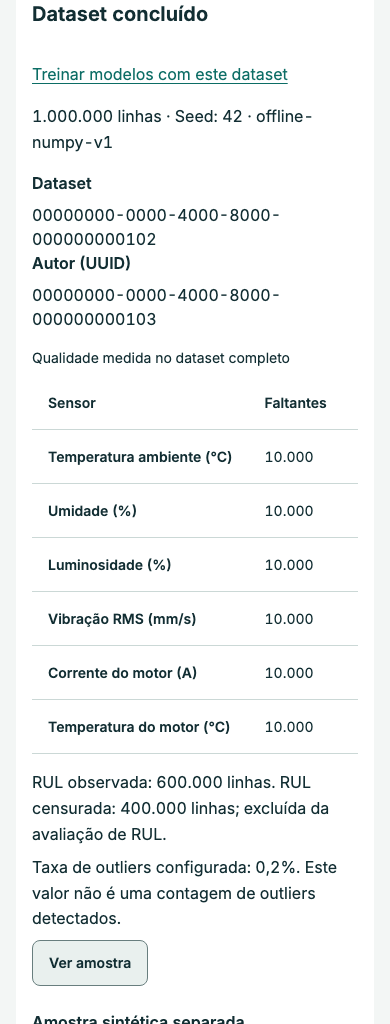 Dataset concluído
Treinar modelos com este dataset
1.000.000 linhas · Seed: 42 · offline-
numpy-v1
Dataset
00000000-0000-4000-8000-
000000000102
Autor (UUID)
00000000-0000-4000-8000-
000000000103
Qualidade medida no dataset completo
Sensor Faltantes
Temperatura ambiente (°C) 10.000
Umidade (%) 10.000
Luminosidade (%) 10.000
Vibração RMS (mm/s) 10.000
Corrente do motor (A) 10.000
Temperatura do motor (°C) 10.000
RUL observada: 600.000 linhas. RUL
censurada: 400.000 linhas; excluída da
avaliação de RUL.
Taxa de outliers configurada: 0,2%. Este
valor não é uma contagem de outliers
detectados.
Ver amostra
Amostra sintética separada